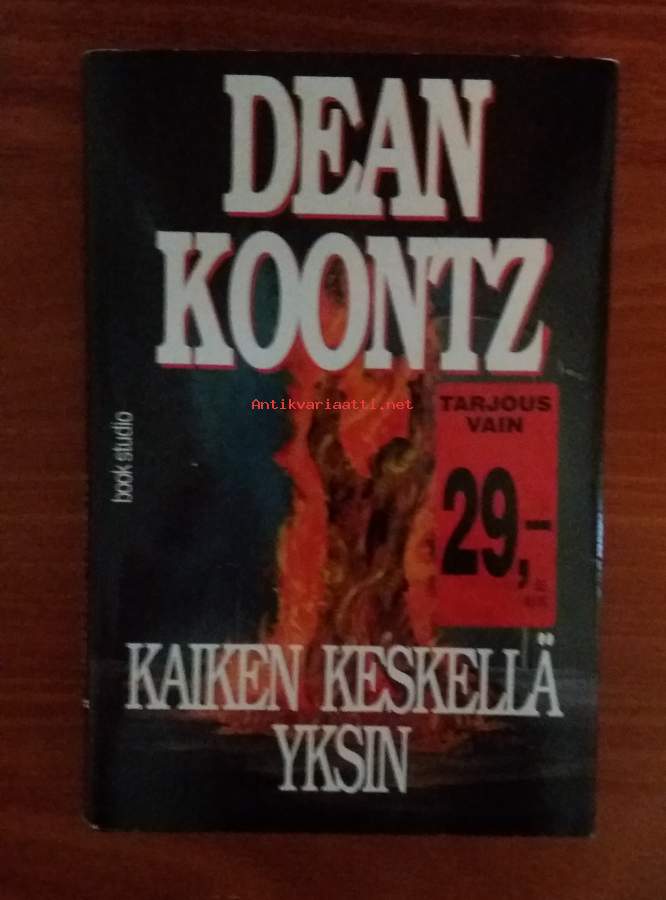 DEAN
KOONTZ
Antikvariaatti.net
TARJOUS
VAIN
29,-
book studio
KAIKEN KESKELLÄ
YKSIN